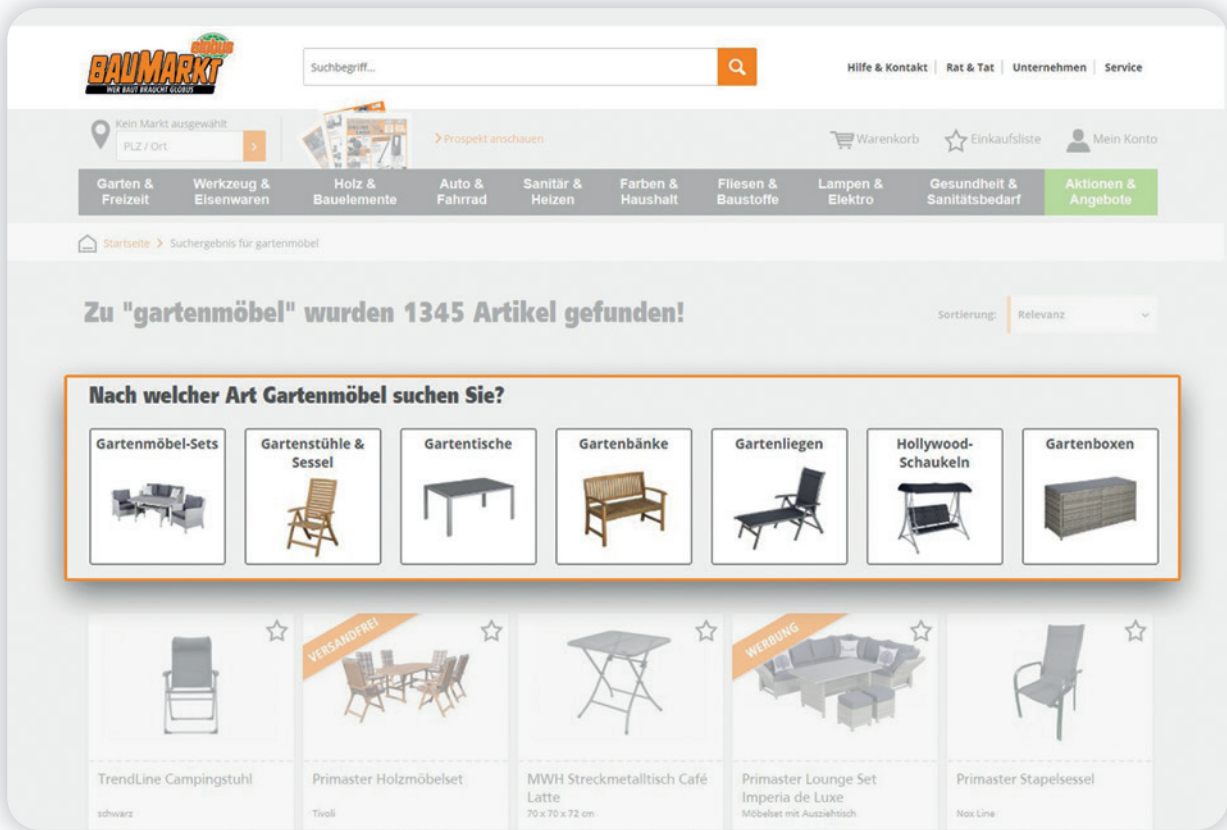 Globus
BAUMARKT
WER BAUT BRAUCHT GLOBUS
Suchbegriff...
Hilfe & Kontakt
Rat & Tat
Unternehmen
Service
Kein Markt ausgewählt
PLZ / Ort
Prospekt anschauen
Warenkorb
Einkaufsliste
Mein Konto
Garten &
Freizeit
Werkzeug &
Eisenwaren
Holz &
Bauelemente
Auto &
Fahrrad
Sanitär &
Heizen
Farben &
Haushalt
Fliesen &
Baustoffe
Lampen &
Elektro
Gesundheit &
Sanitätsbedarf
Aktionen &
Angebote
Startseite > Suchergebnis für gartenmöbel
Zu "gartenmöbel" wurden 1345 Artikel gefunden!
Sortierung:
Relevanz
Nach welcher Art Gartenmöbel suchen Sie?
Gartenmöbel-Sets
Gartenstühle &
Sessel
Gartentische
Gartenbänke
Gartenliegen
Hollywood-
Schaukeln
Gartenboxen
VERSANDFREI
WERBUNG
TrendLine Campingstuhl
schwarz
Primaster Holzmöbelset
Tivoli
MWH Streckmetalltisch Café
Latte
70 x 70 x 72 cm
Primaster Lounge Set
Imperia de Luxe
Möbelset mit Ausziehtisch
Primaster Stapelsessel
Nox Line